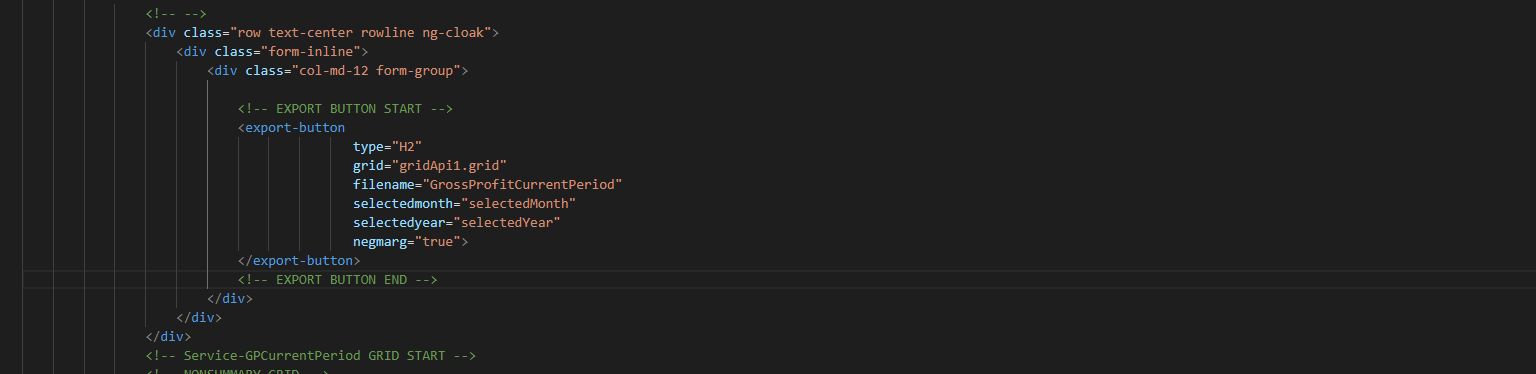 <!-- -->
<div class="row text-center rowline ng-cloak">
<div class="form-inline">
<div class="col-md-12 form-group">
<!-- EXPORT BUTTON START -->
<export-button
type="H2"
grid="gridApi1.grid"
filename="GrossProfitCurrentPeriod"
selectedmonth="selectedMonth"
selectedyear="selectedYear"
negmarg="true">
</export-button>
<!-- EXPORT BUTTON END -->
</div>
</div>
</div>
<!-- Service-GPCurrentPeriod GRID START -->
<!-- NONSUMMARY GRID -->